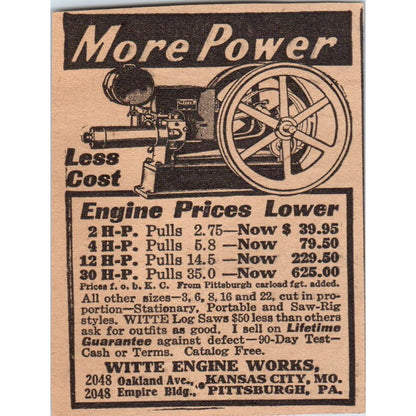 More Power
Less
Cost
Engine Prices Lower
2 H-P. Pulls 2.75—Now $ 39.95
4 H-P. Pulls 5.8 —Now 79.50
12 H-P. Pulls 14.5 —Now 229.50
30 H-P. Pulls 35.0 —Now 625.00
Prices f. o. b. K. C. From Pittsburgh carload fgt. added.
All other sizes—3, 6, 8, 16 and 22, cut in pro-
portion—Stationary, Portable and Saw-Rig
styles. WITTE Log Saws $50 less than others
ask for outfits as good. I sell on Lifetime
Guarantee against defect—90-Day Test—
Cash or Terms. Catalog Free.
WITTE ENGINE WORKS,
2048 Oakland Ave., KANSAS CITY, MO.
2048 Empire Bldg., PITTSBURGH, PA.